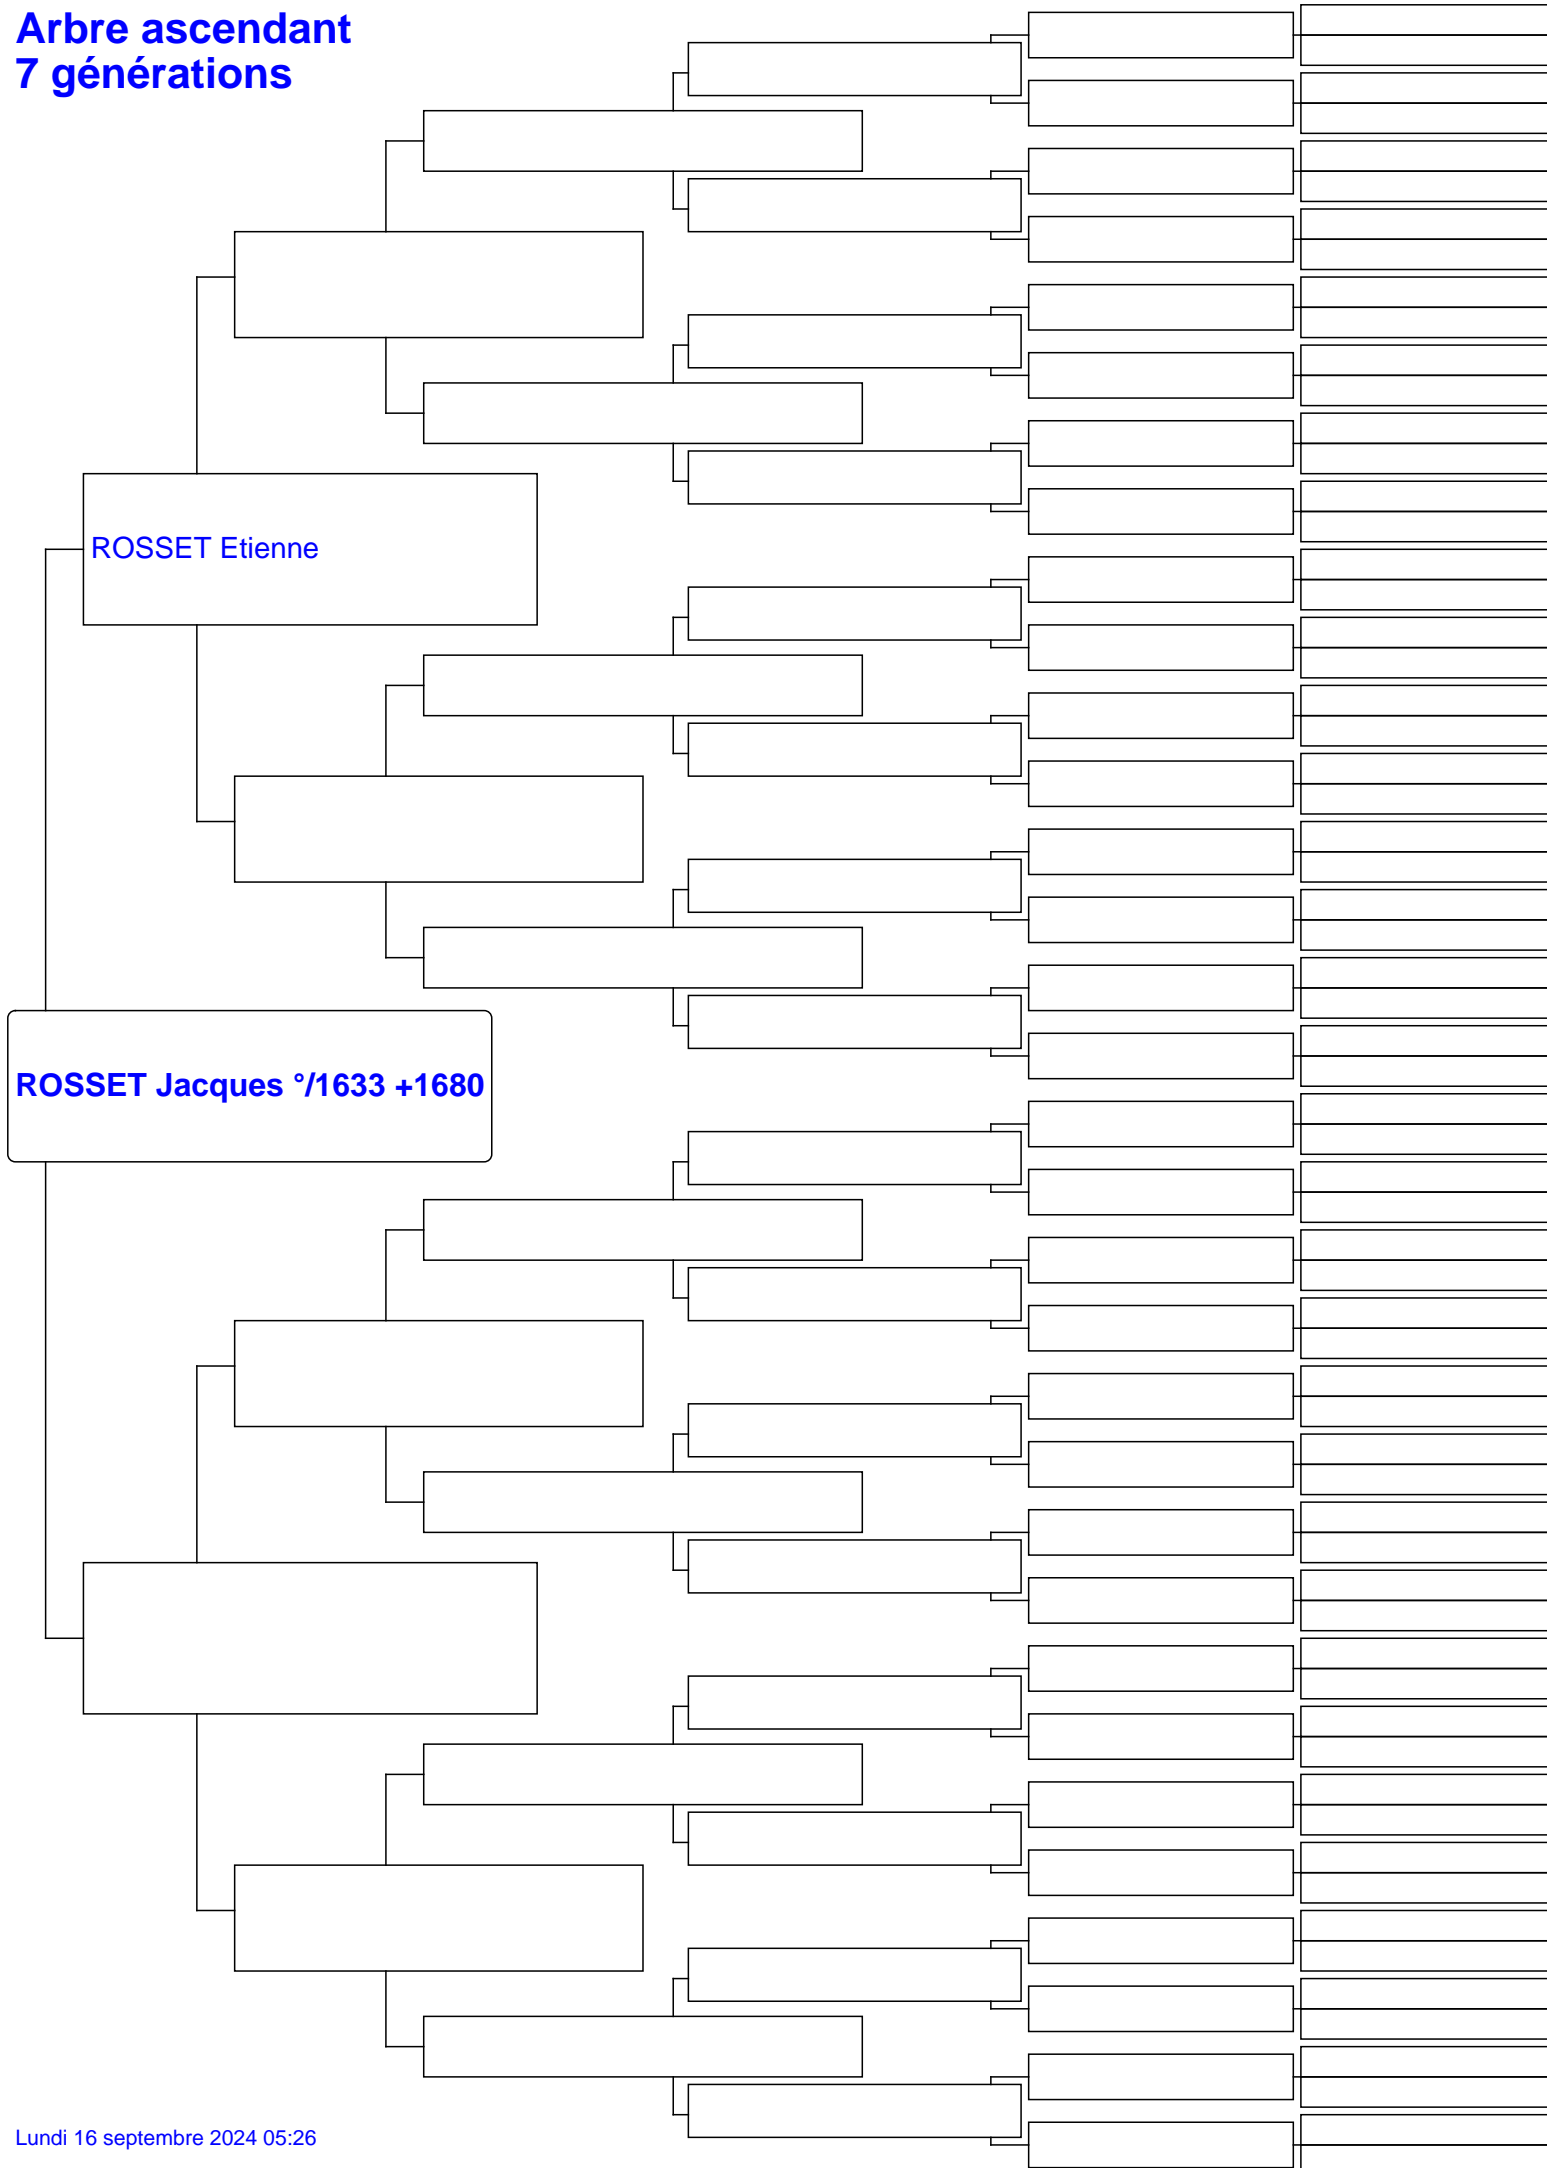 Arbre ascendant
7 générations
ROSSET Etienne
ROSSET Jacques °/1633 +1680
Lundi 16 septembre 2024 05:26